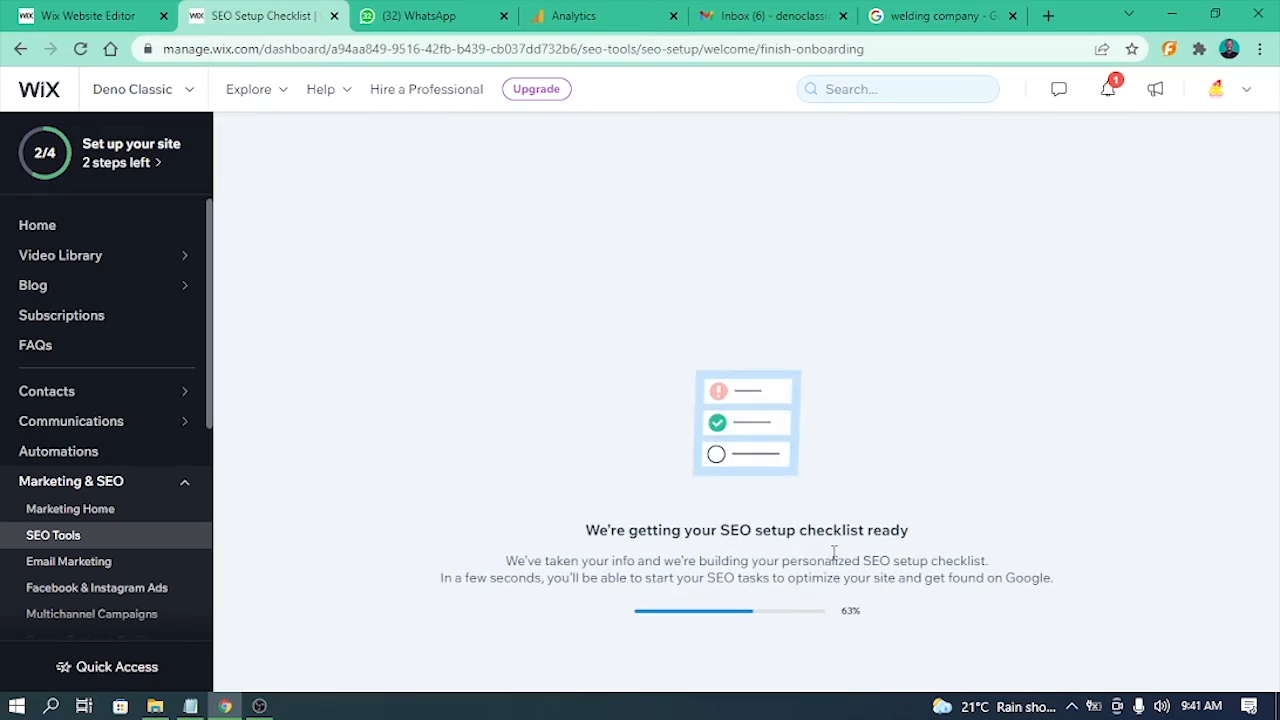 Wix Website Editor
SEO Setup Checklist |
(32) WhatsApp
Analytics
Inbox (6) - denoclassic
welding company - G
manage.wix.com/dashboard/a94aa849-9516-42fb-b439-cb037dd732b6/seo-tools/seo-setup/welcome/finish-onboarding
WiX
Deno Classic
Explore
Help
Hire a Professional
Upgrade
Search...
1
2/4
Set up your site
2 steps left
Home
Video Library
Blog
Subscriptions
FAQs
Contacts
Communications
Automations
Marketing & SEO
Marketing Home
SEO Tools
Email Marketing
Facebook & Instagram Ads
Multichannel Campaigns
Quick Access
We're getting your SEO setup checklist ready
We've taken your info and we're building your personalized SEO setup checklist.
In a few seconds, you'll be able to start your SEO tasks to optimize your site and get found on Google.
63%
21°C Rain sho...
9:41 AM